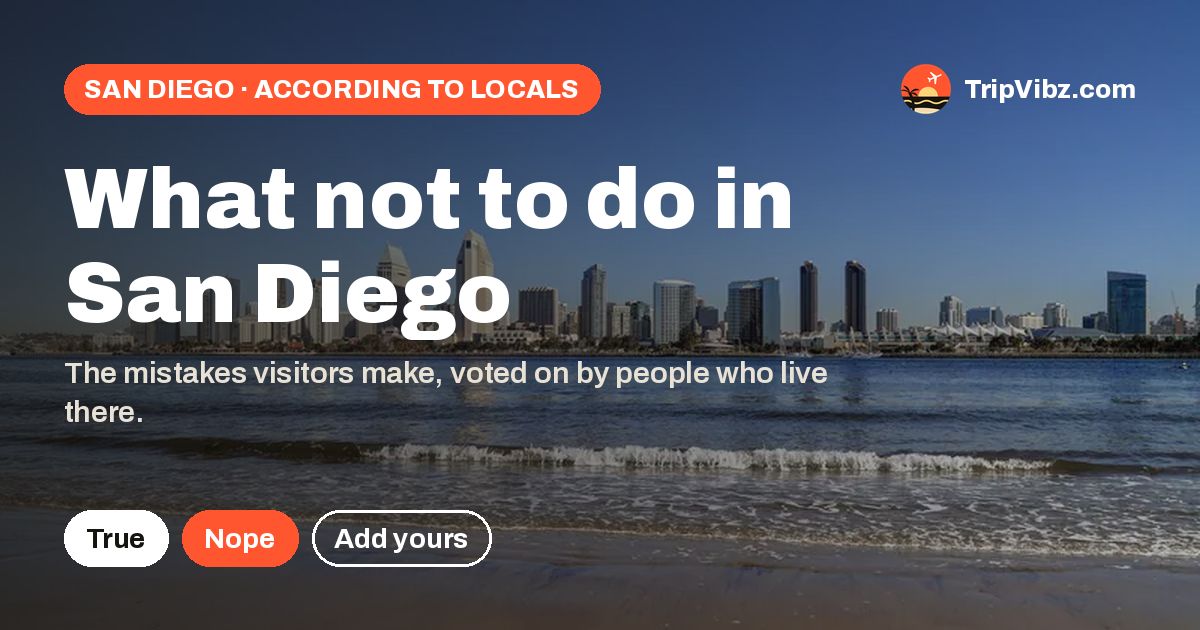 SAN DIEGO · ACCORDING TO LOCALS
TripVibz.com
What not to do in
San Diego
The mistakes visitors make, voted on by people who live
there.
True
Nope
Add yours